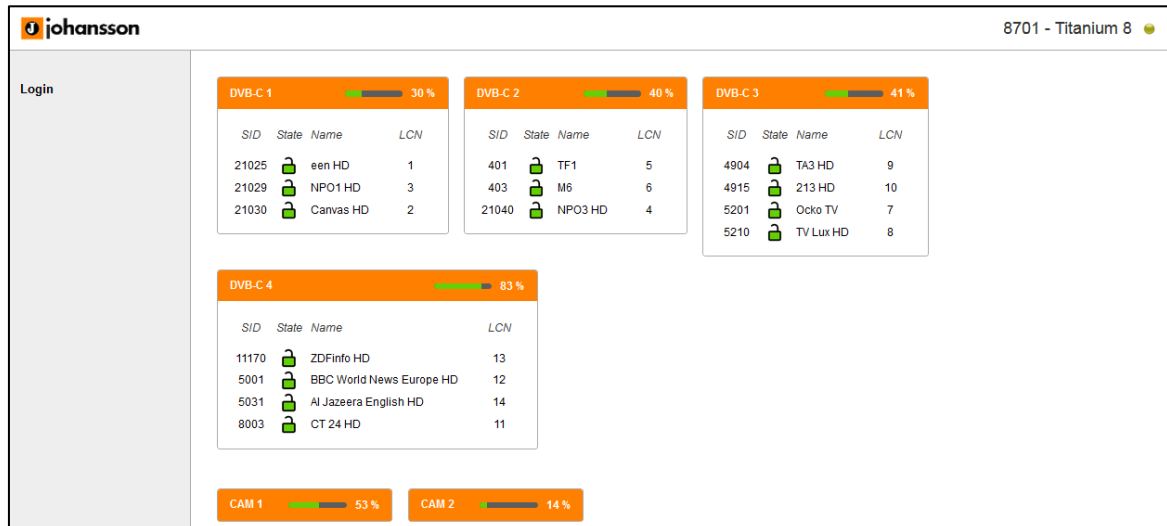 johansson
8701 - Titanium 8
Login
DVB-C 1 30 %
SID State Name LCN
21025 een HD 1
21029 NPO1 HD 3
21030 Canvas HD 2
DVB-C 2 40 %
SID State Name LCN
401 TF1 5
403 M6 6
21040 NPO3 HD 4
DVB-C 3 41 %
SID State Name LCN
4904 TA3 HD 9
4915 213 HD 10
5201 Ocko TV 7
5210 TV Lux HD 8
DVB-C 4 83 %
SID State Name LCN
11170 ZDFinfo HD 13
5001 BBC World News Europe HD 12
5031 Al Jazeera English HD 14
8003 CT 24 HD 11
CAM 1 53 %
CAM 2 14 %